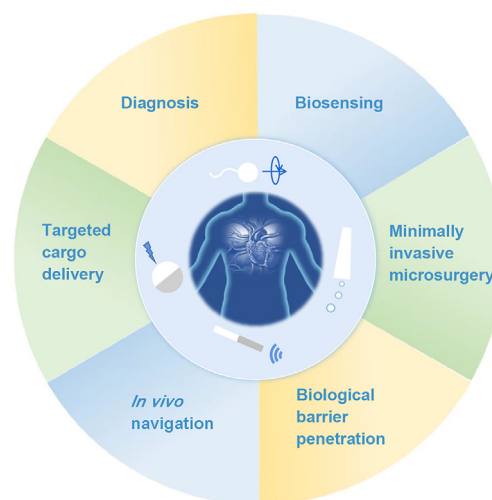 Diagnosis
Biosensing
Targeted
cargo
delivery
Minimally
invasive
microsurgery
In vivo
navigation
Biological
barrier
penetration